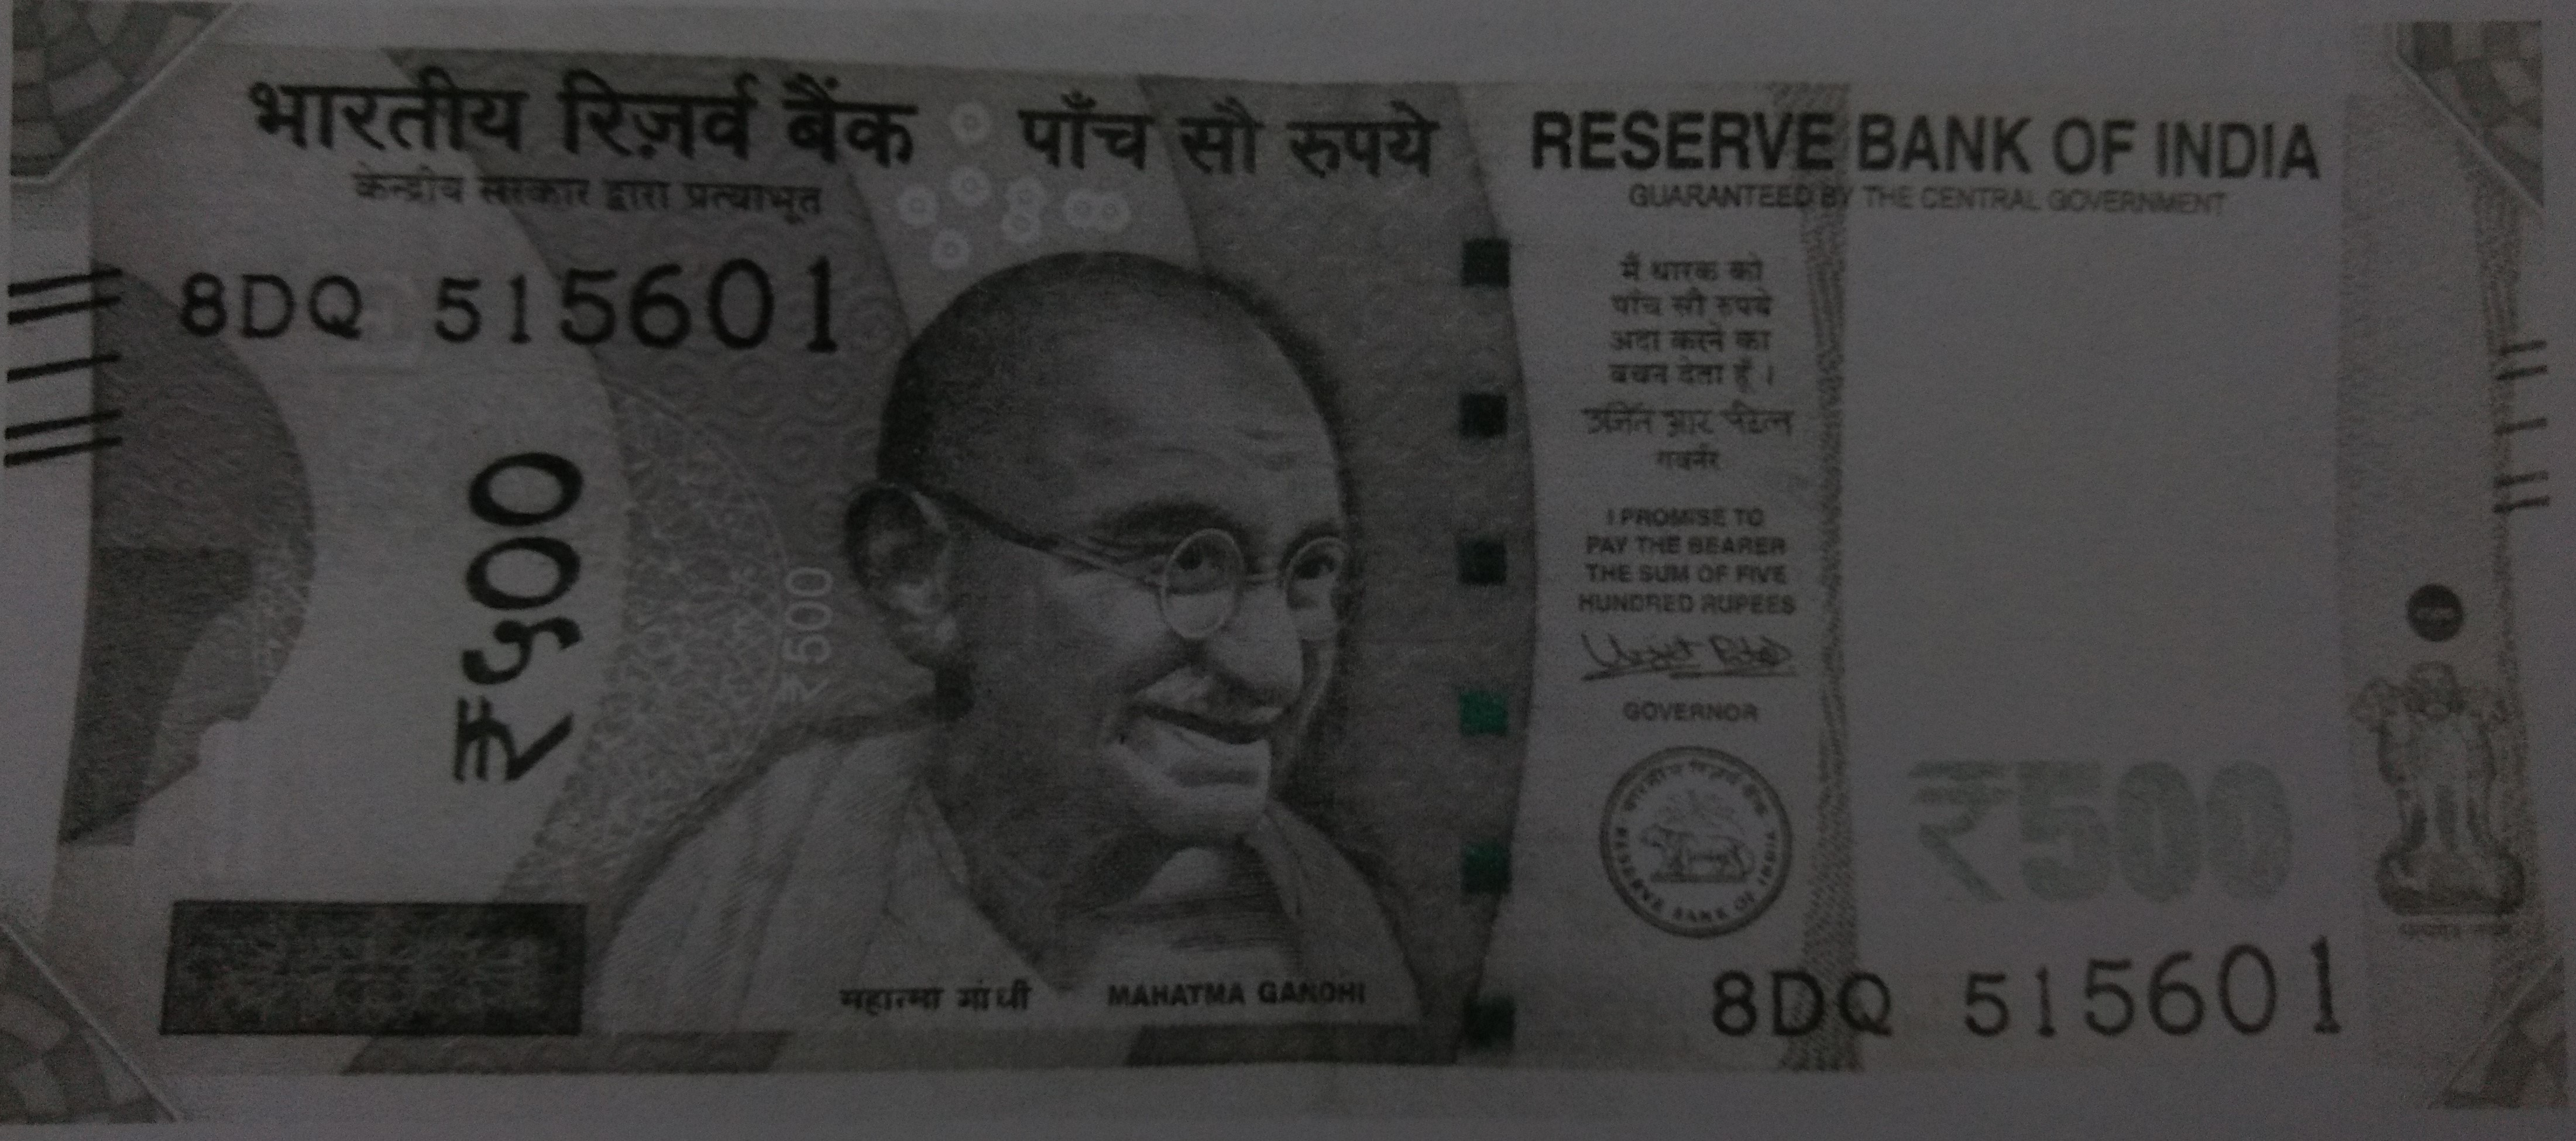 भारतीय रिज़र्व बैंक
केन्द्रीय सरकार द्वारा प्रत्याभूत
पाँच सौ रुपये
RESERVE BANK OF INDIA
GUARANTEED BY THE CENTRAL GOVERNMENT
8DQ 515601
मैं धारक को
पाँच सौ रुपये
अदा करने का
वचन देता हूँ ।
उर्जित आर पटेल
गवर्नर
I PROMISE TO
PAY THE BEARER
THE SUM OF FIVE
HUNDRED RUPEES
Urjit Patel
GOVERNOR
₹५००
₹500
RESERVE BANK OF INDIA
₹500
महात्मा गांधी
MAHATMA GANDHI
8DQ 515601